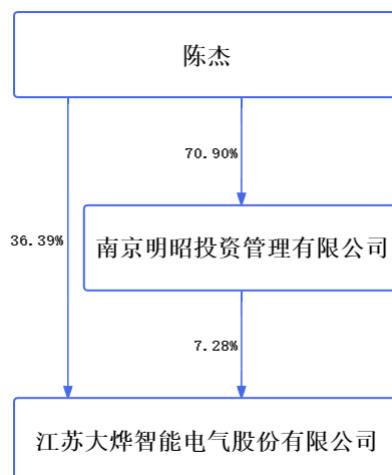 陈杰
70.90%
36.39%
南京明昭投资管理有限公司
7.28%
江苏大烨智能电气股份有限公司